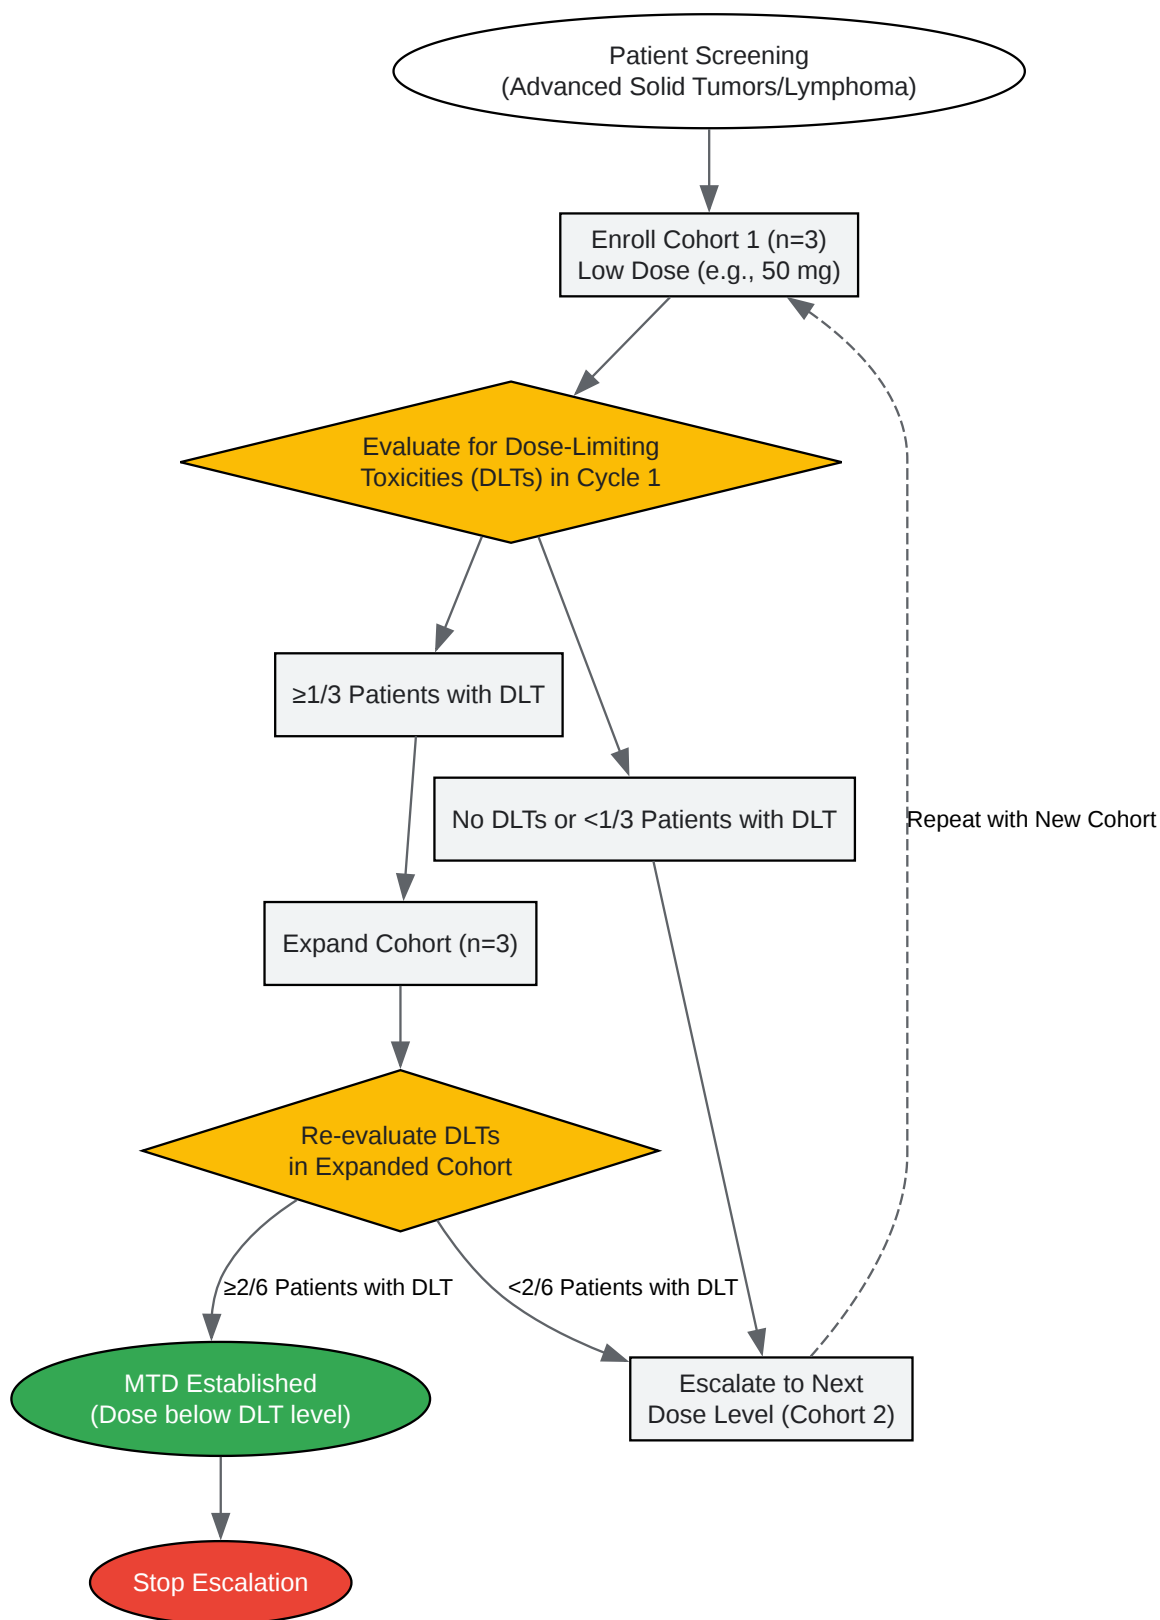 Patient Screening
(Advanced Solid Tumors/Lymphoma)
Enroll Cohort 1 (n=3)
Low Dose (e.g., 50 mg)
Evaluate for Dose-Limiting
Toxicities (DLTs) in Cycle 1
≥1/3 Patients with DLT
No DLTs or <1/3 Patients with DLT
Repeat with New Cohort
Expand Cohort (n=3)
Re-evaluate DLTs
in Expanded Cohort
≥2/6 Patients with DLT
<2/6 Patients with DLT
MTD Established
(Dose below DLT level)
Escalate to Next
Dose Level (Cohort 2)
Stop Escalation